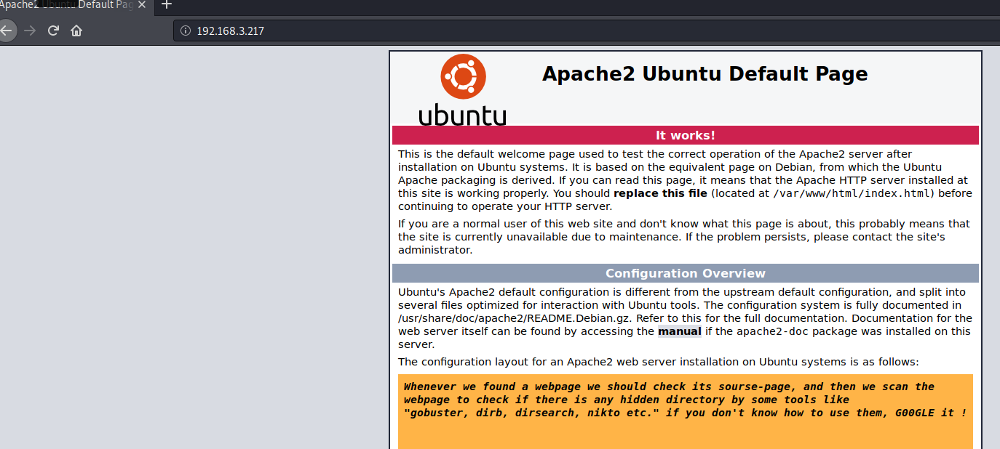 Apache2 Ubuntu Default Pag
192.168.3.217
Apache2 Ubuntu Default Page
ubuntu
It works!
This is the default welcome page used to test the correct operation of the Apache2 server after
installation on Ubuntu systems. It is based on the equivalent page on Debian, from which the Ubuntu
Apache packaging is derived. If you can read this page, it means that the Apache HTTP server installed at
this site is working properly. You should replace this file (located at /var/www/html/index.html) before
continuing to operate your HTTP server.
If you are a normal user of this web site and don't know what this page is about, this probably means that
the site is currently unavailable due to maintenance. If the problem persists, please contact the site's
administrator.
Configuration Overview
Ubuntu's Apache2 default configuration is different from the upstream default configuration, and split into
several files optimized for interaction with Ubuntu tools. The configuration system is fully documented in
/usr/share/doc/apache2/README.Debian.gz. Refer to this for the full documentation. Documentation for the
web server itself can be found by accessing the manual if the apache2-doc package was installed on this
server.
The configuration layout for an Apache2 web server installation on Ubuntu systems is as follows:
Whenever we found a webpage we should check its sourse-page, and then we scan the
webpage to check if there is any hidden directory by some tools like
"gobuster, dirb, dirsearch, nikto etc." if you don't know how to use them, G00GLE it !